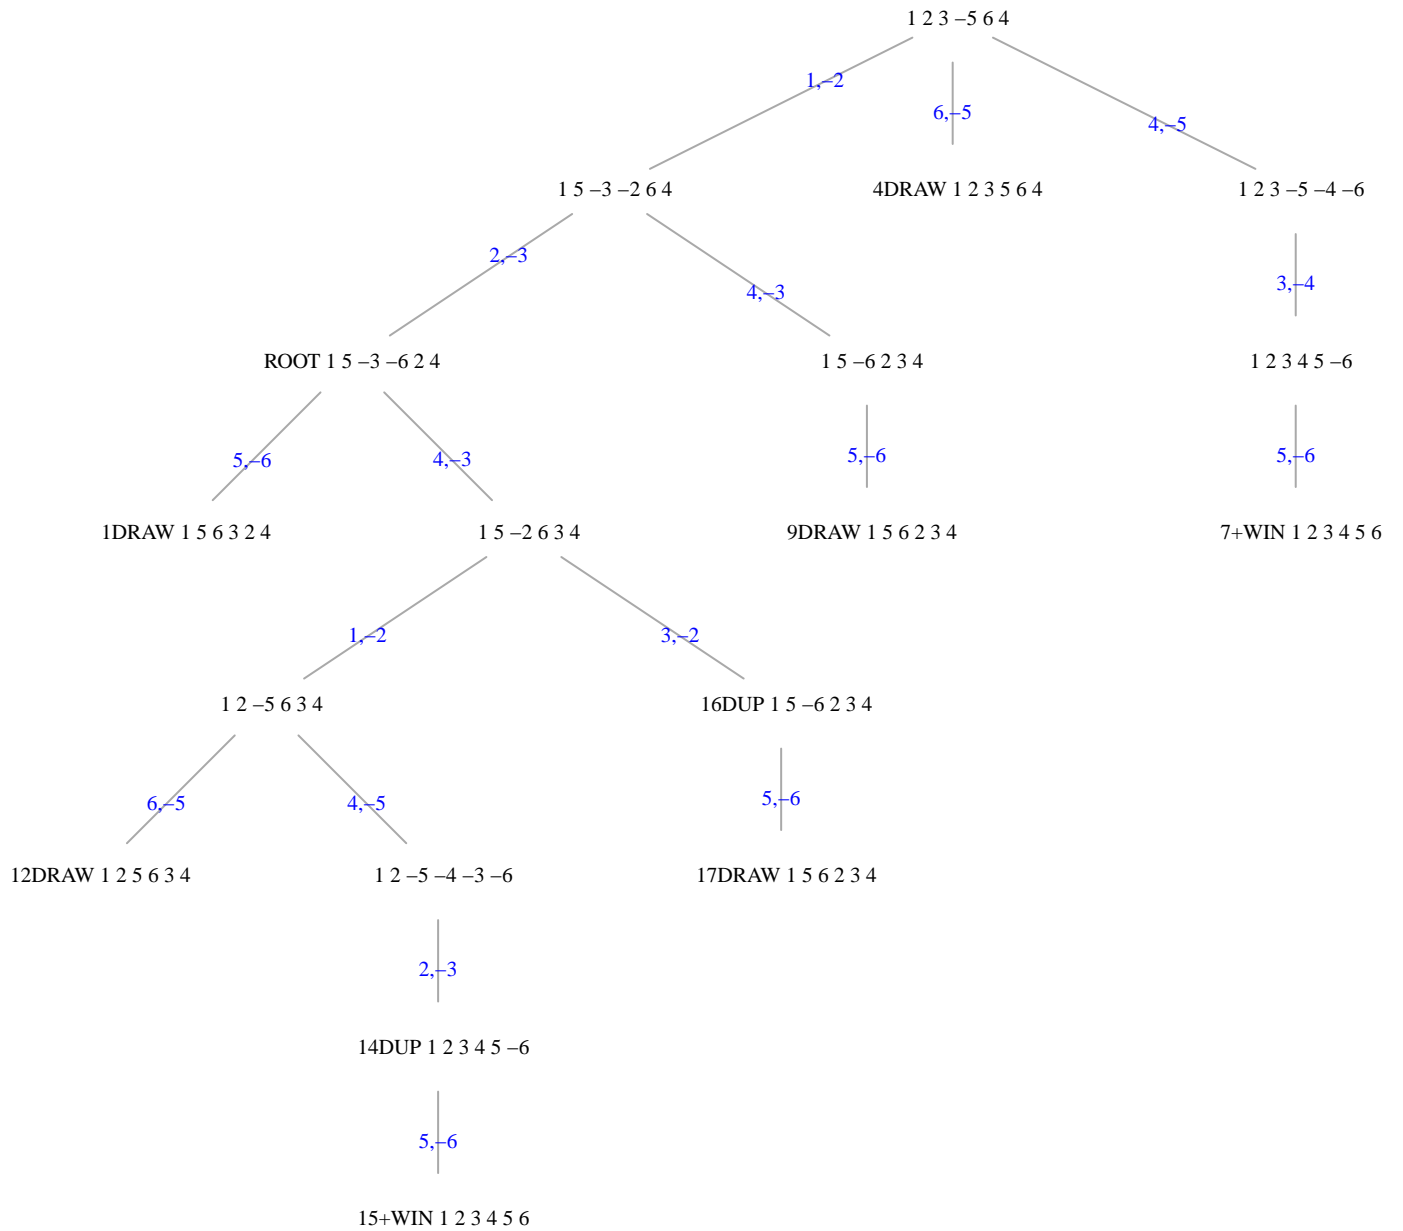 1 2 3 −5 6 4
1,−2
6,−5
4,−5
1 5 −3 −2 6 4
4DRAW 1 2 3 5 6 4
1 2 3 −5 −4 −6
2,−3
4,−3
3,−4
ROOT 1 5 −3 −6 2 4
1 5 −6 2 3 4
1 2 3 4 5 −6
5,−6
4,−3
5,−6
5,−6
1DRAW 1 5 6 3 2 4
1 5 −2 6 3 4
9DRAW 1 5 6 2 3 4
7+WIN 1 2 3 4 5 6
1,−2
3,−2
1 2 −5 6 3 4
16DUP 1 5 −6 2 3 4
6,−5
4,−5
5,−6
12DRAW 1 2 5 6 3 4
1 2 −5 −4 −3 −6
17DRAW 1 5 6 2 3 4
2,−3
14DUP 1 2 3 4 5 −6
5,−6
15+WIN 1 2 3 4 5 6